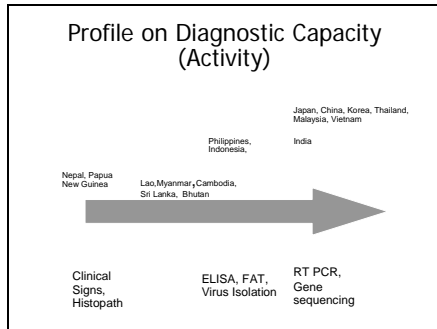 Profile on Diagnostic Capacity
(Activity)
Japan, China, Korea, Thailand,
Malaysia, Vietnam
Philippines,
Indonesia,
India
Nepal, Papua
New Guinea
Lao,Myanmar,Cambodia,
Sri Lanka, Bhutan
Clinical
Signs,
Histopath
ELISA, FAT,
Virus Isolation
RT PCR,
Gene
sequencing